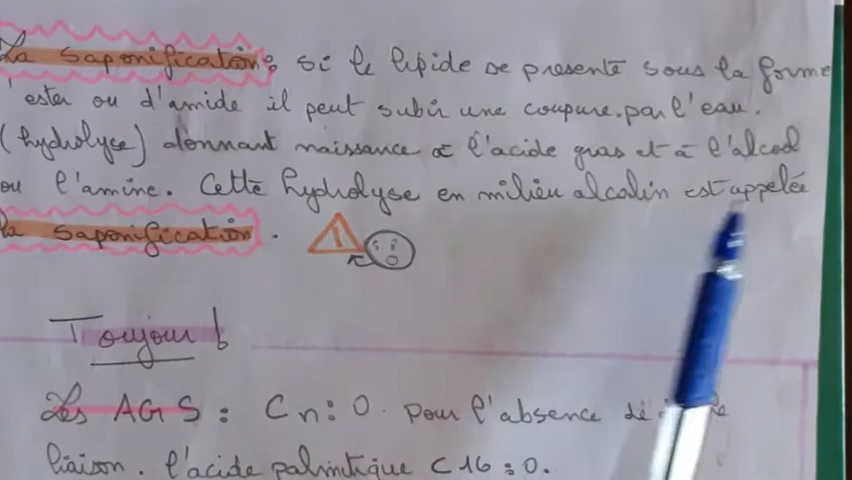 La saponification : si le lipide se presente sous la forme
'ester ou d'amide il peut subir une coupure par l'eau.
(hydrolyce) donnant naissance à l'acide gras et à l'alcool
ou l'amine. Cette hydrolyse en milieu alcalin est appelée
la saponification.
Toujour !
Les AGS : Cn : 0 pour l'absence de
liaison. l'acide palmitique C16 : 0.